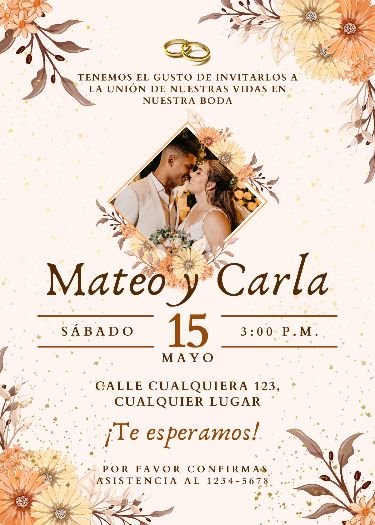 TENEMOS EL GUSTO DE INVITARLOS A
LA UNIÓN DE NUESTRAS VIDAS EN
NUESTRA BODA
Mateo y Carla
SÁBADO
15
3:00 P.M.
MAYO
CALLE CUALQUIERA 123,
CUALQUIER LUGAR
¡Te esperamos!
POR FAVOR CONFIRMAS
ASISTENCIA AL 1234-5678